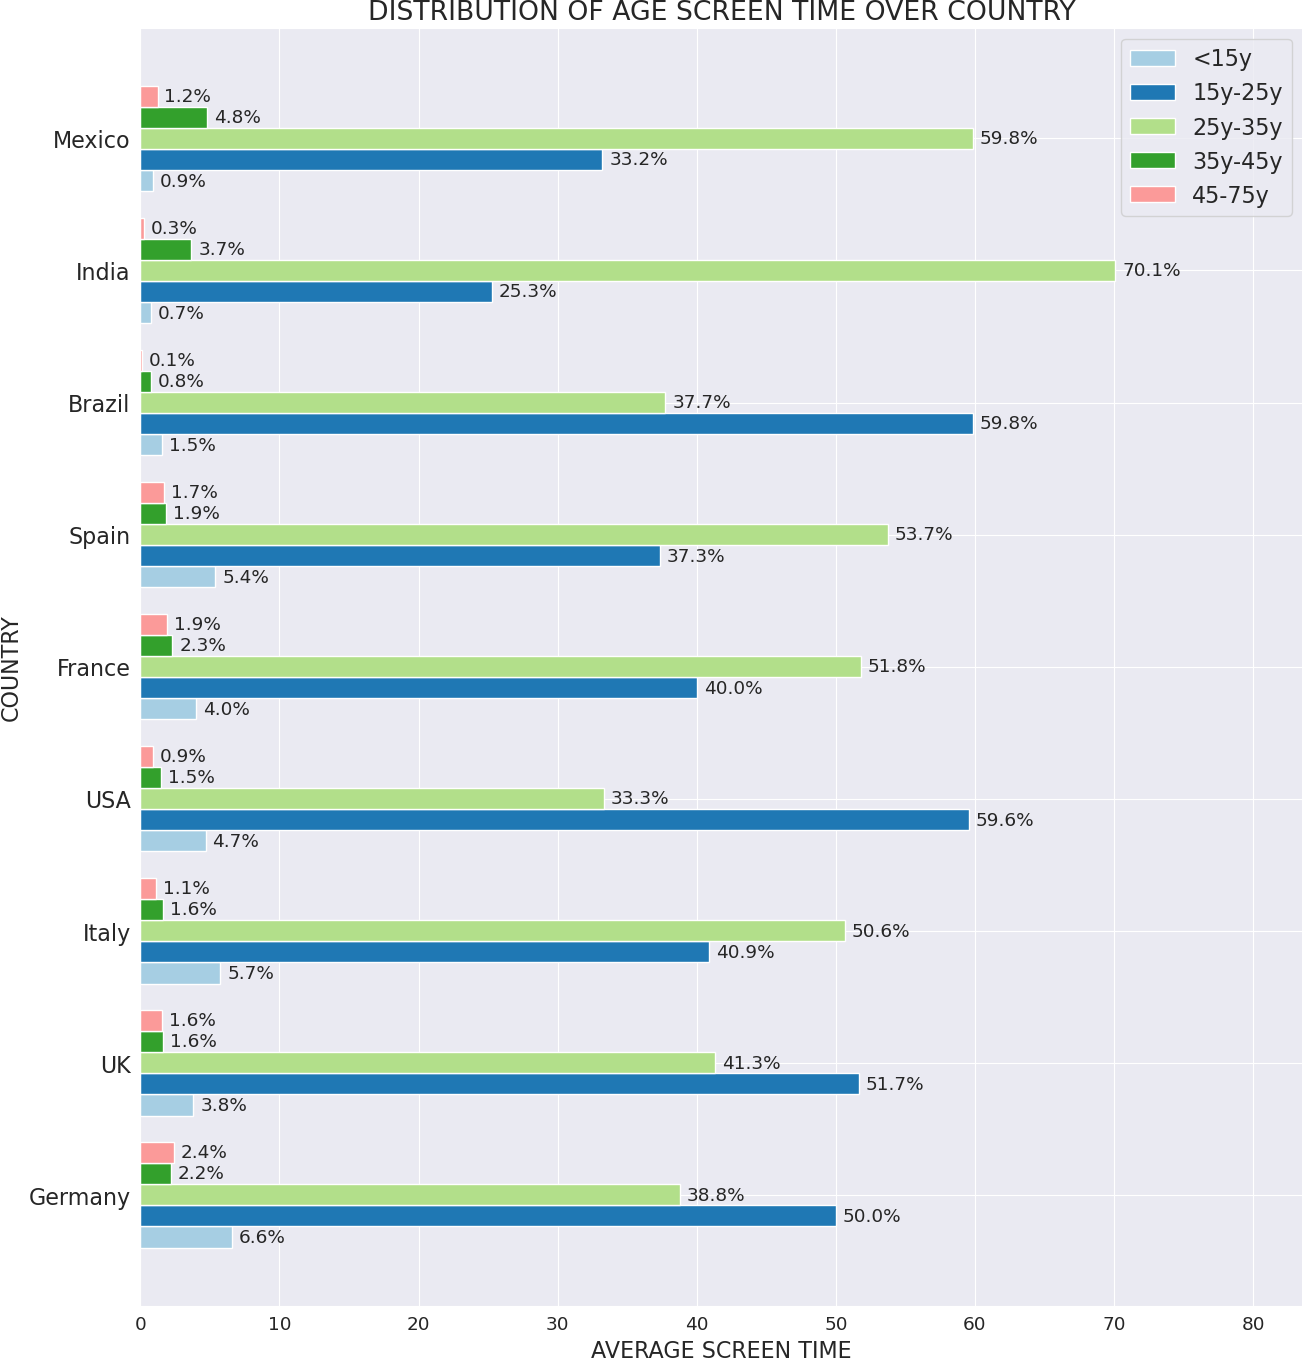 DISTRIBUTION OF AGE SCREEN TIME OVER COUNTRY
<15y
15y-25y
25y-35y
35y-45y
45-75y
COUNTRY
Mexico
1.2%
4.8%
59.8%
33.2%
0.9%
India
0.3%
3.7%
70.1%
25.3%
0.7%
Brazil
0.1%
0.8%
37.7%
59.8%
1.5%
Spain
1.7%
1.9%
53.7%
37.3%
5.4%
France
1.9%
2.3%
51.8%
40.0%
4.0%
USA
0.9%
1.5%
33.3%
59.6%
4.7%
Italy
1.1%
1.6%
50.6%
40.9%
5.7%
UK
1.6%
1.6%
41.3%
51.7%
3.8%
Germany
2.4%
2.2%
38.8%
50.0%
6.6%
0 10 20 30 40 50 60 70 80
AVERAGE SCREEN TIME